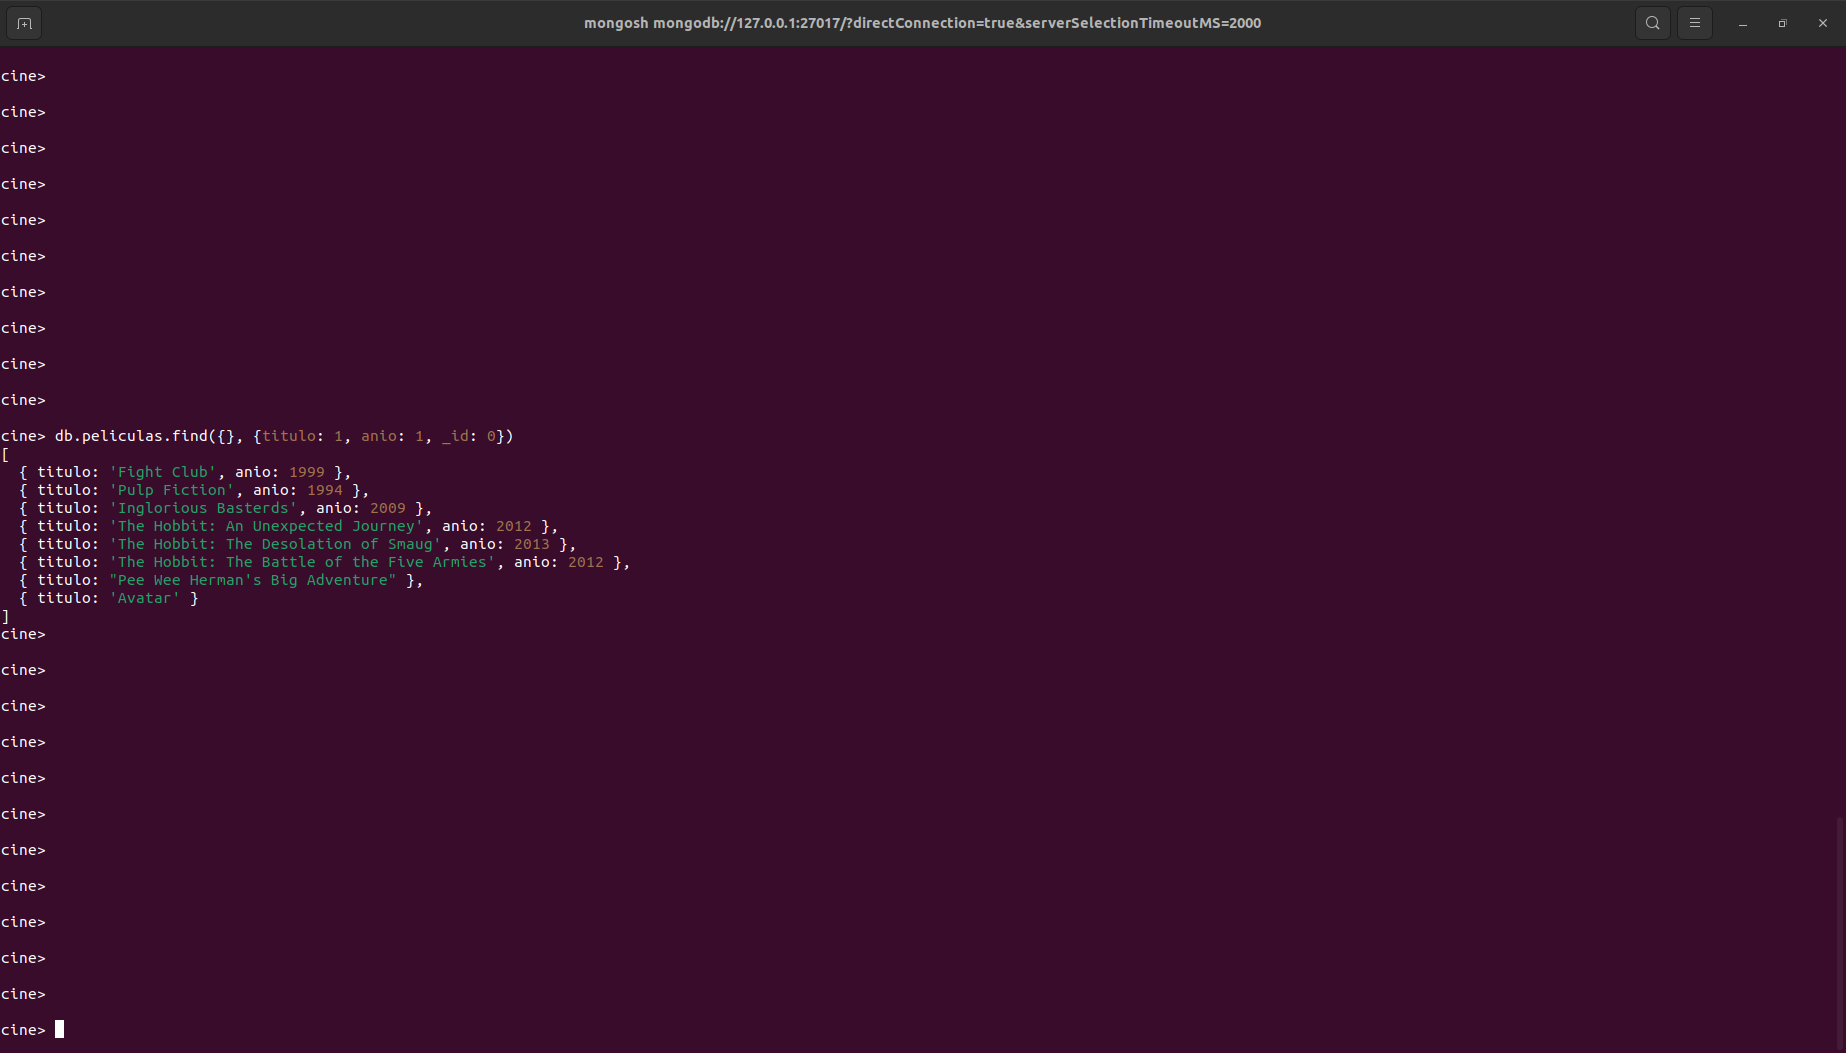 mongosh mongodb://127.0.0.1:27017/?directConnection=true&serverSelectionTimeoutMS=2000
cine>
cine>
cine>
cine>
cine>
cine>
cine>
cine>
cine>
cine>
cine> db.peliculas.find({}, {titulo: 1, anio: 1, _id: 0})
[
  { titulo: 'Fight Club', anio: 1999 },
  { titulo: 'Pulp Fiction', anio: 1994 },
  { titulo: 'Inglorious Basterds', anio: 2009 },
  { titulo: 'The Hobbit: An Unexpected Journey', anio: 2012 },
  { titulo: 'The Hobbit: The Desolation of Smaug', anio: 2013 },
  { titulo: 'The Hobbit: The Battle of the Five Armies', anio: 2012 },
  { titulo: "Pee Wee Herman's Big Adventure" },
  { titulo: 'Avatar' }
]
cine>
cine>
cine>
cine>
cine>
cine>
cine>
cine>
cine>
cine>
cine>
cine>